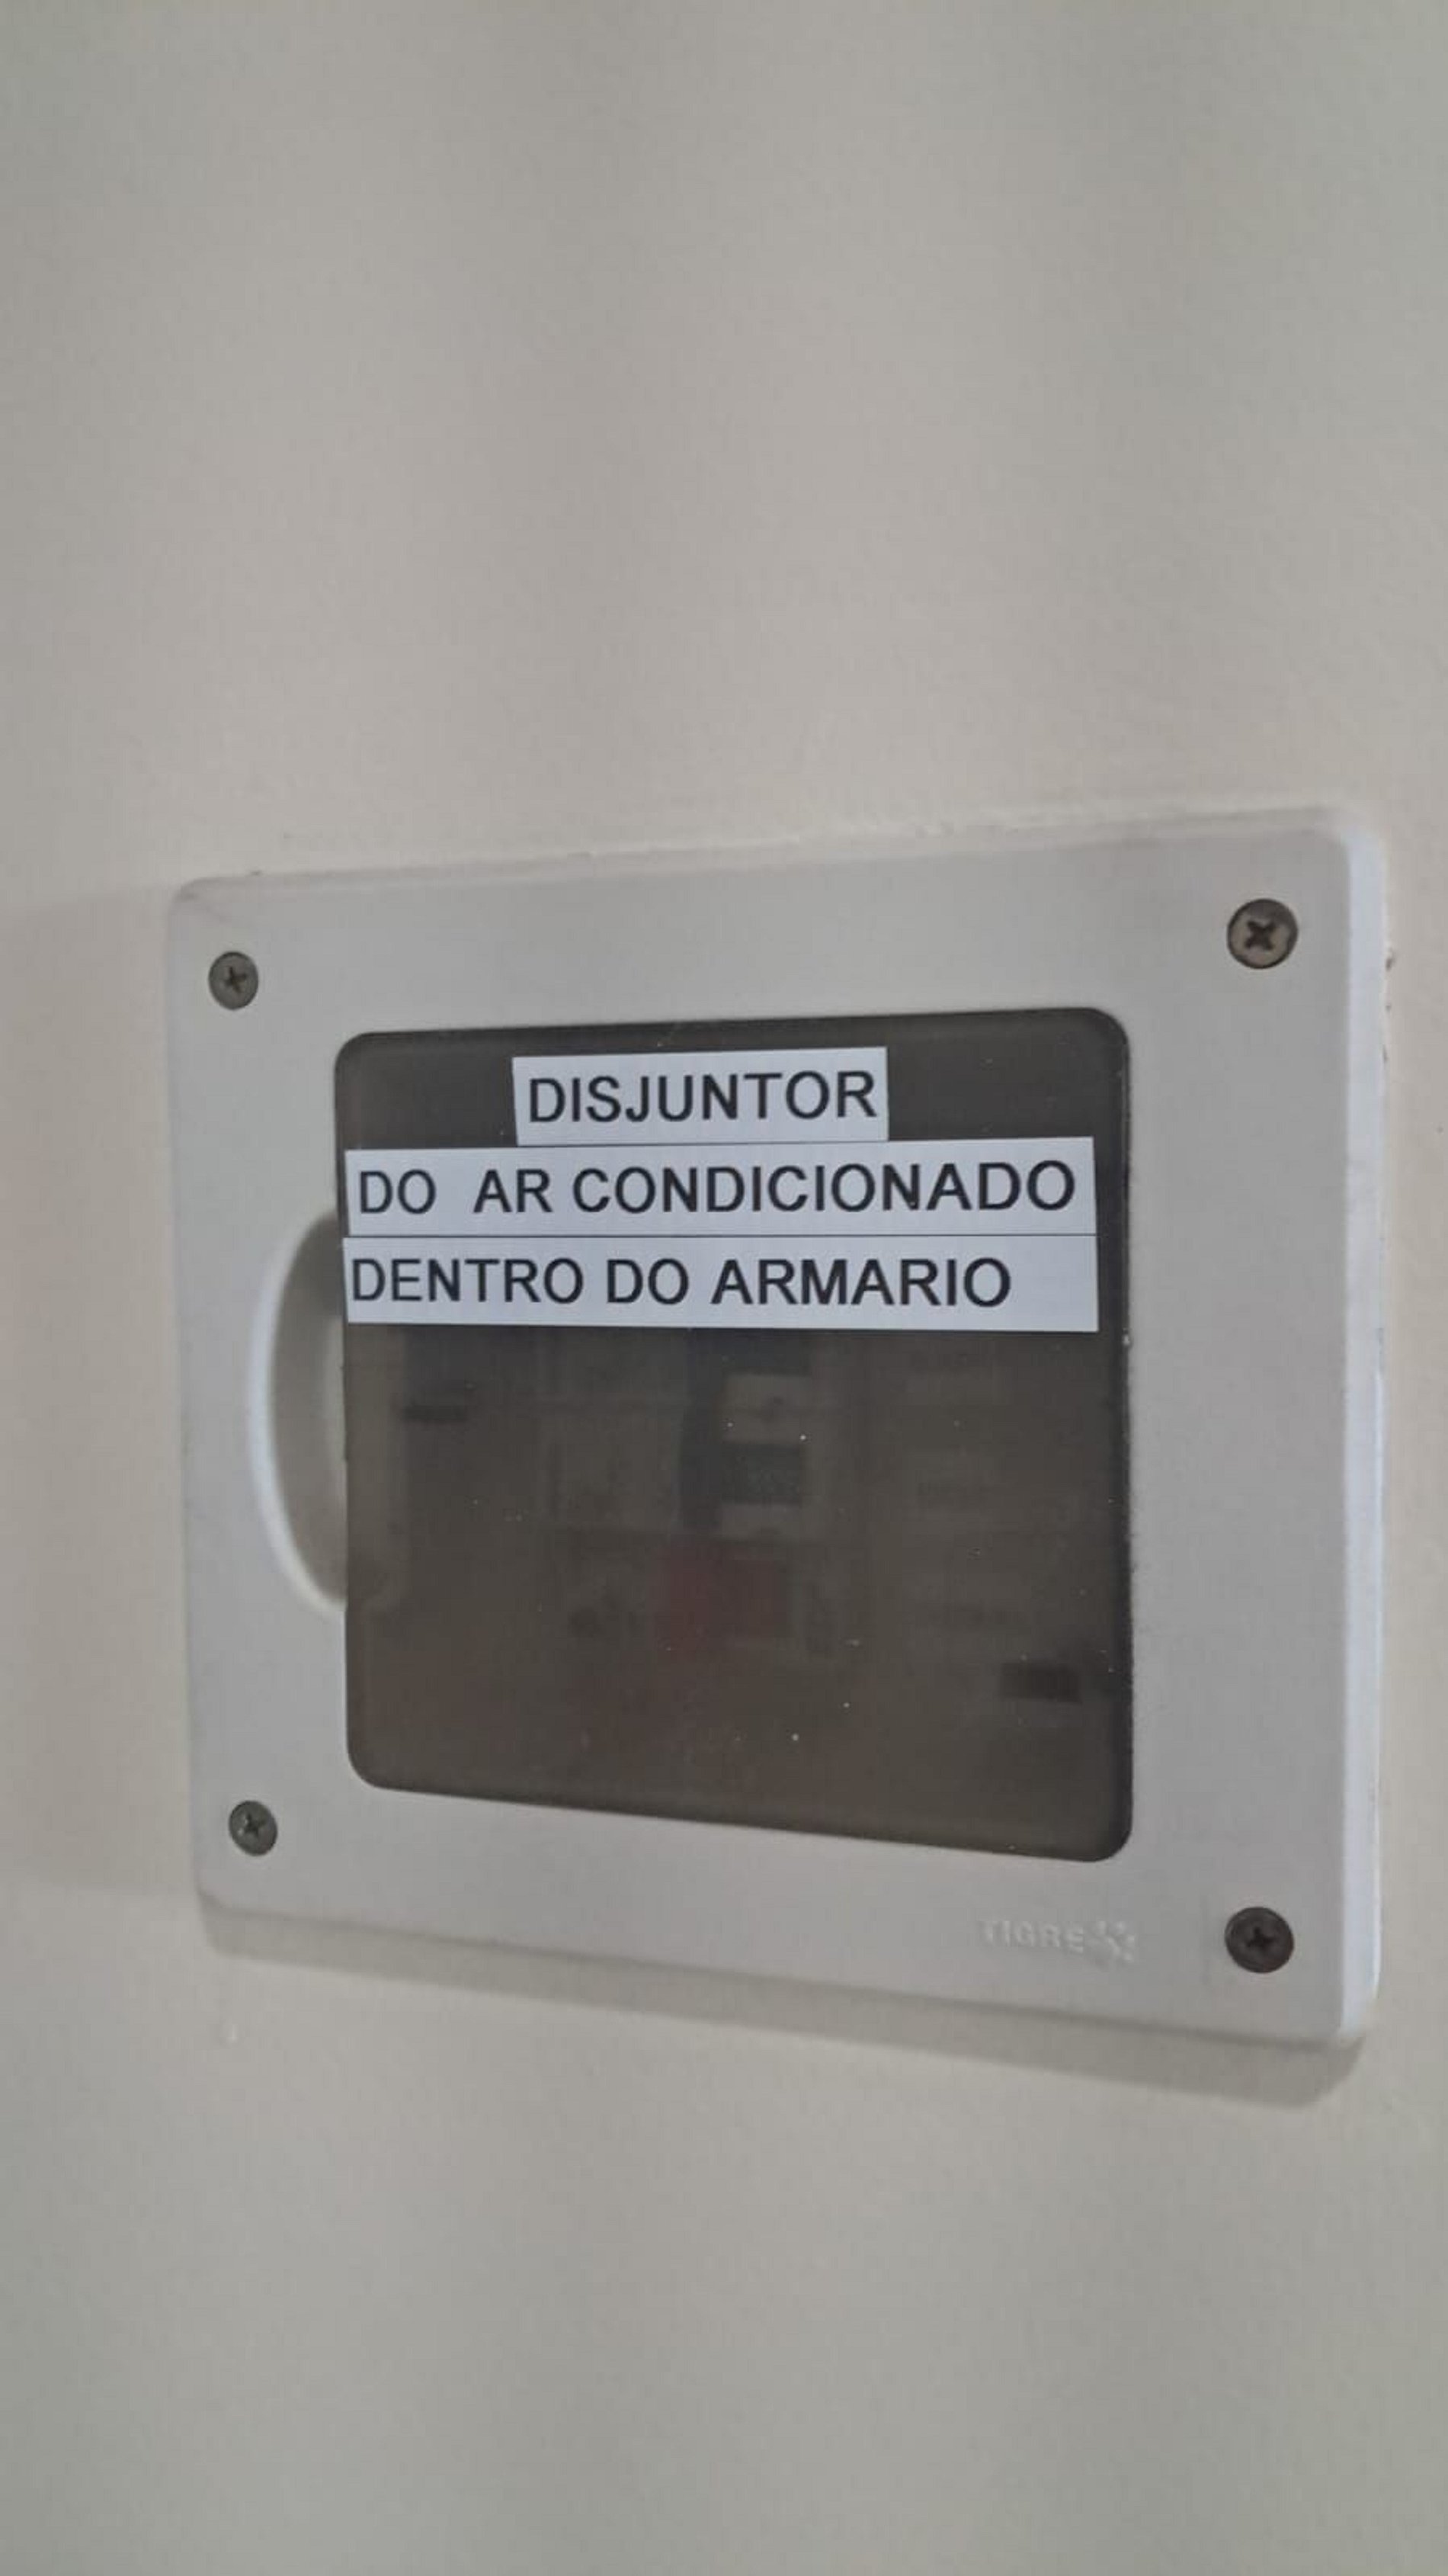 DISJUNTOR
DO AR CONDICIONADO
DENTRO DO ARMARIO
TIGRE